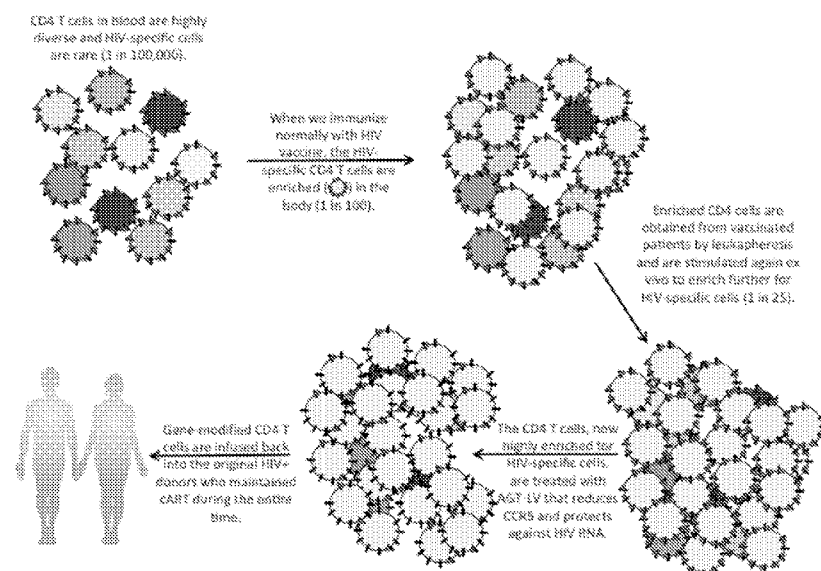 CD4 T cells in blood are highly
diverse and HIV-specific cells
are rare (1 in 100,000).
When we immunize
normally with HIV
vaccine, the HIV-
specific CD4 T cells are
enriched ( ) in the
body (1 in 100).
Enriched CD4 cells are
obtained from vaccinated
patients by leukapheresis
and are stimulated again ex
vivo to enrich further for
HIV-specific cells (1 in 25).
The CD4 T cells, now
highly enriched for
HIV-specific cells,
are treated with
AGT-LV that reduces
CCR5 and protects
against HIV RNA.
Gene-modified CD4 T
cells are infused back
into the original HIV+
donors who maintained
cART during the entire
time.